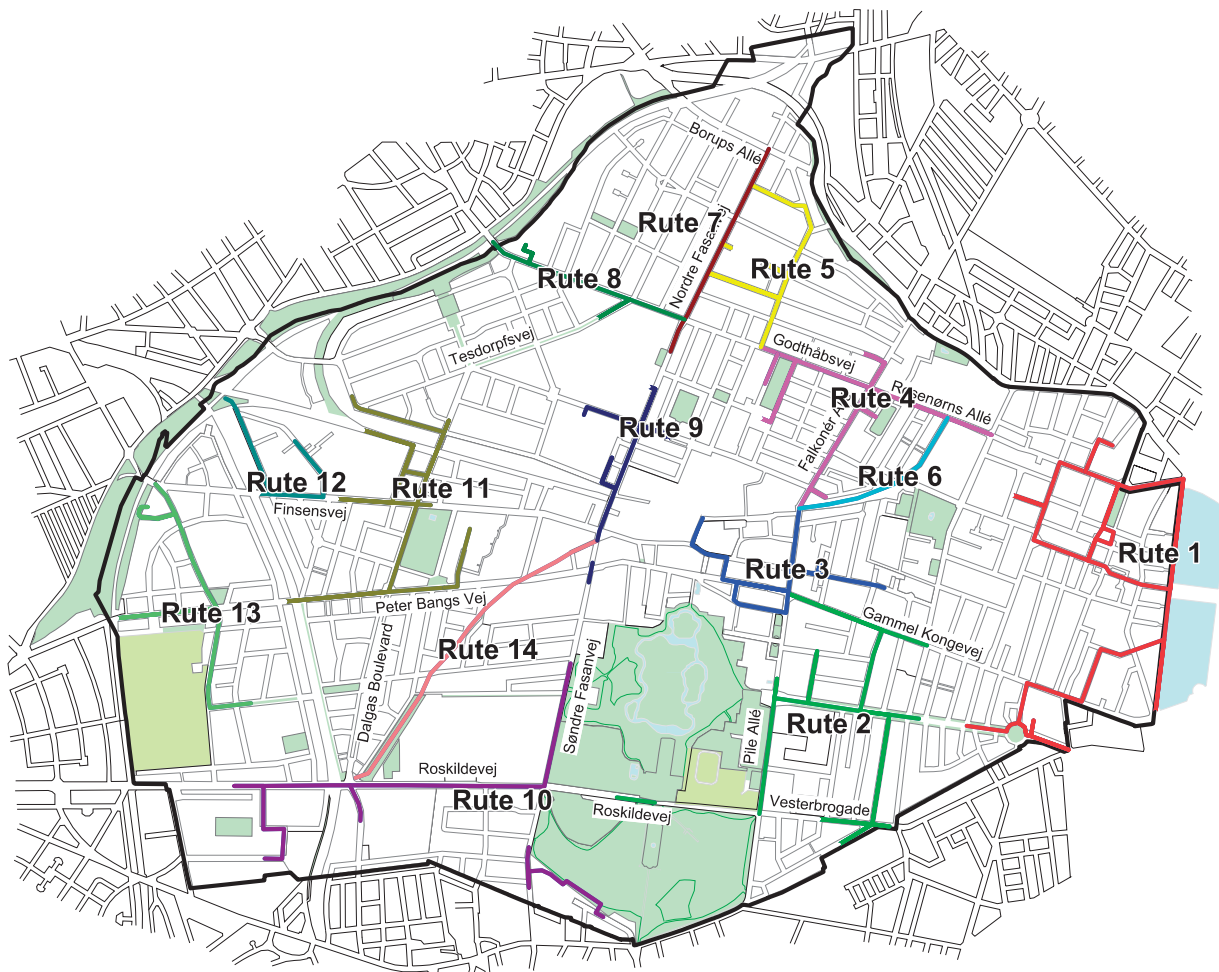 Borups Allé
Rute 7
Nordre Fasanvej
Rute 5
Rute 8
Tesdorpfsvej
Godthåbsvej
Rosenørns Allé
Rute 4
Falkoner A
Rute 9
Rute 6
Rute 12
Rute 11
Finsensvej
Rute 1
Rute 3
Peter Bangs Vej
Rute 13
Gammel Kongevej
Rute 14
Dalgas Boulevard
Søndre Fasanvej
Pile Allé
Rute 2
Roskildevej
Rute 10
Roskildevej
Vesterbrogade